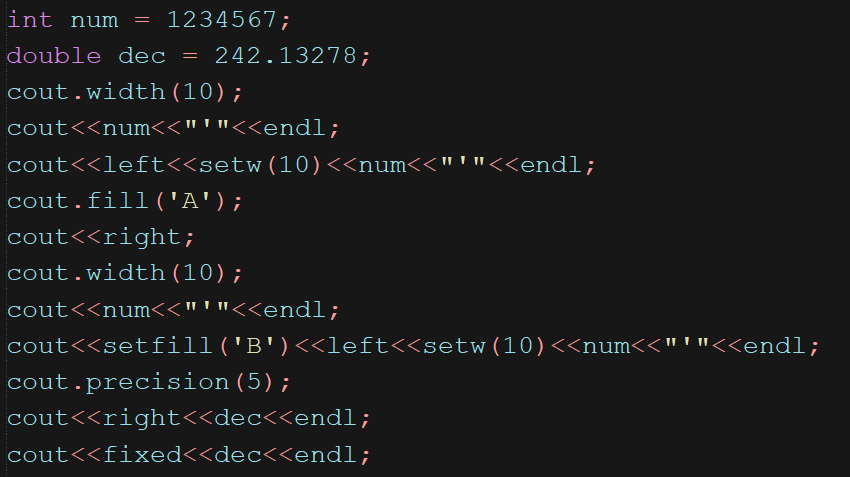 int num = 1234567;
double dec = 242.13278;
cout.width(10);
cout<<num<<"'"<<endl;
cout<<left<<setw(10)<<num<<"'"<<endl;
cout.fill('A');
cout<<right;
cout.width(10);
cout<<num<<"'"<<endl;
cout<<setfill('B')<<left<<setw(10)<<num<<"'"<<endl;
cout.precision(5);
cout<<right<<dec<<endl;
cout<<fixed<<dec<<endl;